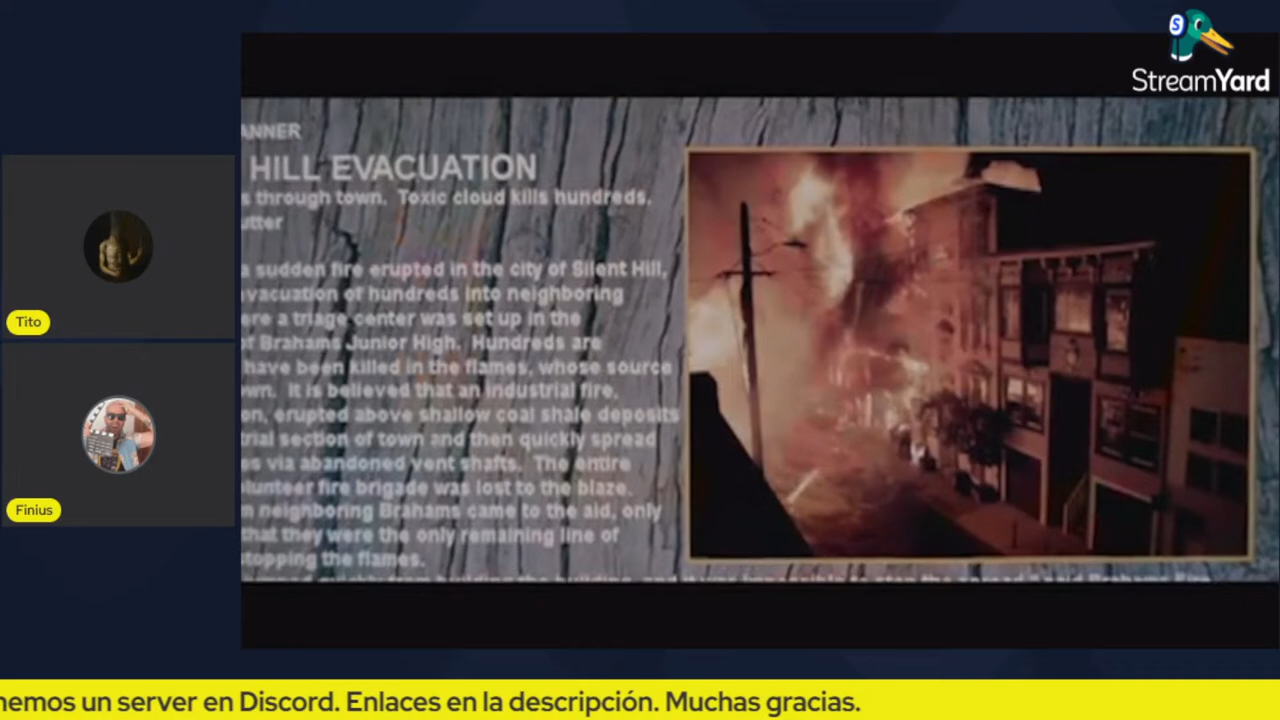 StreamYard
ANNER
HILL EVACUATION
s through town. Toxic cloud kills hundreds.
utter
a sudden fire erupted in the city of Silent Hill,
vacuation of hundreds into neighboring
ere a triage center was set up in the
of Brahams Junior High. Hundreds are
have been killed in the flames, whose source
wn. It is believed that an industrial fire,
en, erupted above shallow coal shale deposits
trial section of town and then quickly spread
es via abandoned vent shafts. The entire
olunteer fire brigade was lost to the blaze.
neighboring Brahams came to the aid, only
that they were the only remaining line of
stopping the flames.
Tito
Finius
nemos un server en Discord. Enlaces en la descripción. Muchas gracias.